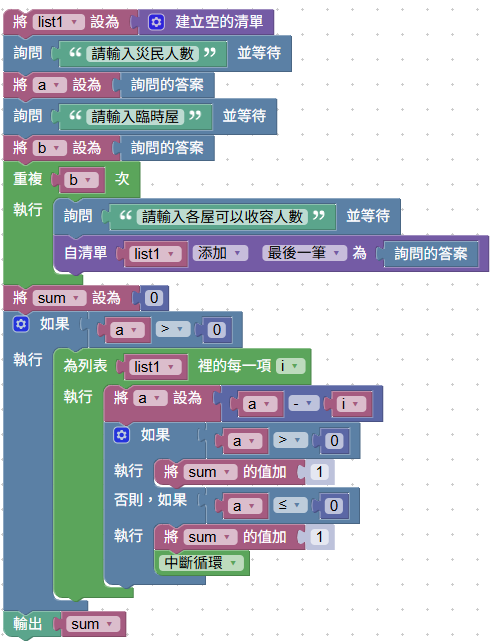 將 list1 設為 建立空的清單
詢問 “ 請輸入災民人數 ” 並等待
將 a 設為 詢問的答案
詢問 “ 請輸入臨時屋 ” 並等待
將 b 設為 詢問的答案
重複 b 次
執行 詢問 “ 請輸入各屋可以收容人數 ” 並等待
自清單 list1 添加 最後一筆 為 詢問的答案
將 sum 設為 0
如果 a > 0
執行 為列表 list1 裡的每一項 i
執行 將 a 設為 a - i
如果 a > 0
執行 將 sum 的值加 1
否則,如果 a ≤ 0
執行 將 sum 的值加 1
中斷循環
輸出 sum